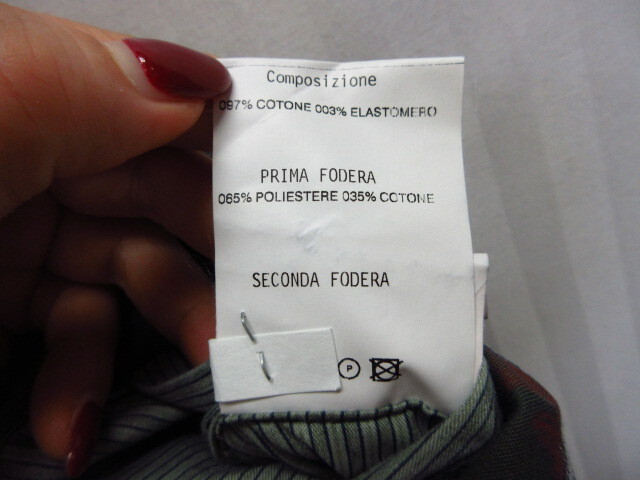 Composizione
097% COTONE 003% ELASTOMERO
PRIMA FODERA
065% POLIESTERE 035% COTONE
SECONDA FODERA
P